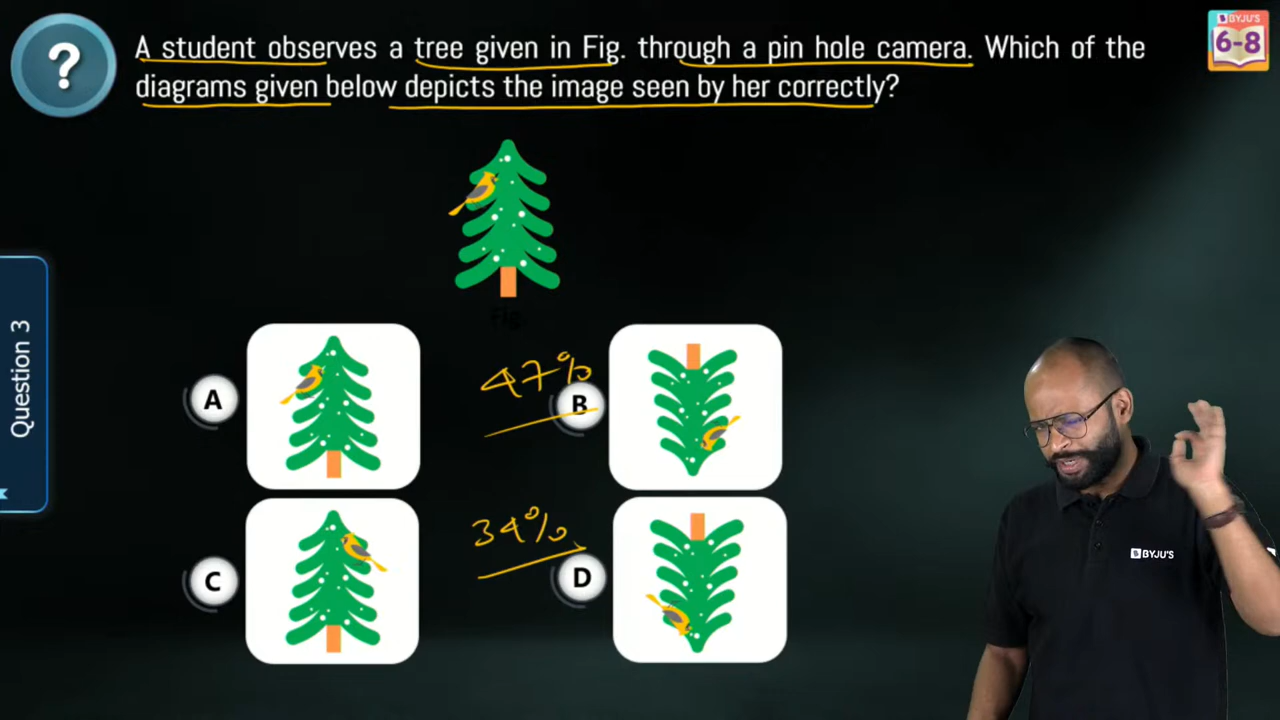 A student observes a tree given in Fig. through a pin hole camera. Which of the
diagrams given below depicts the image seen by her correctly?
BYJU'S
6-8
Question 3
Fig.
A
47%
B
C
34%
D
BYJU'S